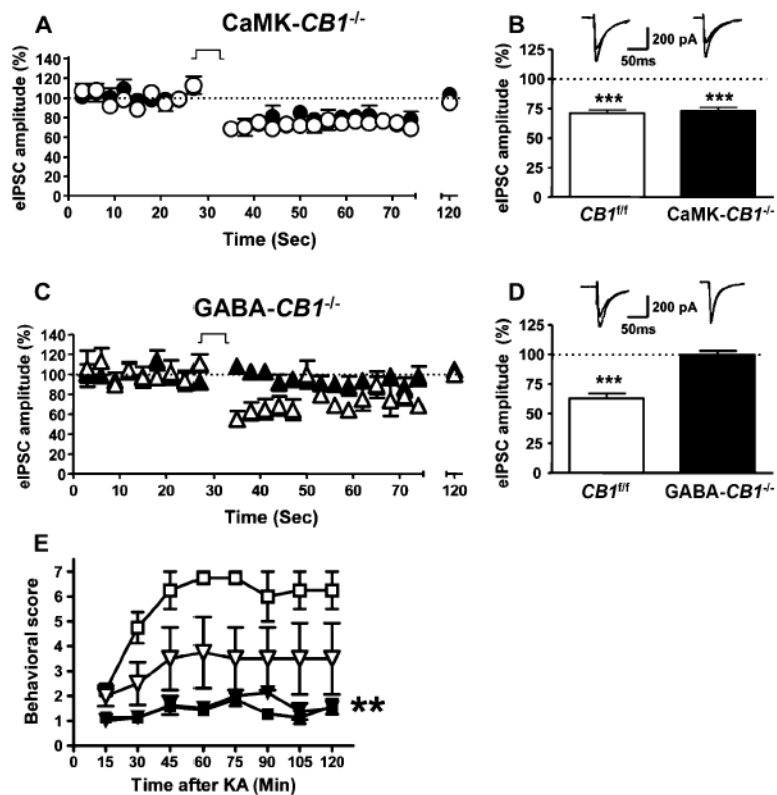 A
CaMK-CB1-/-
eIPSC amplitude (%)
140
120
100
80
60
40
20
0
0 10 20 30 40 50 60 70 120
Time (Sec)
B
200 pA
50ms
eIPSC amplitude (%)
125
100
75
50
25
0
*** ***
CB1f/f CaMK-CB1-/-
C
GABA-CB1-/-
eIPSC amplitude (%)
140
120
100
80
60
40
20
0
0 10 20 30 40 50 60 70 120
Time (Sec)
D
200 pA
50ms
eIPSC amplitude (%)
125
100
75
50
25
0
***
CB1f/f GABA-CB1-/-
E
Behavioral score
7
6
5
4
3
2
1
0
**
0 15 30 45 60 75 90 105 120
Time after KA (Min)